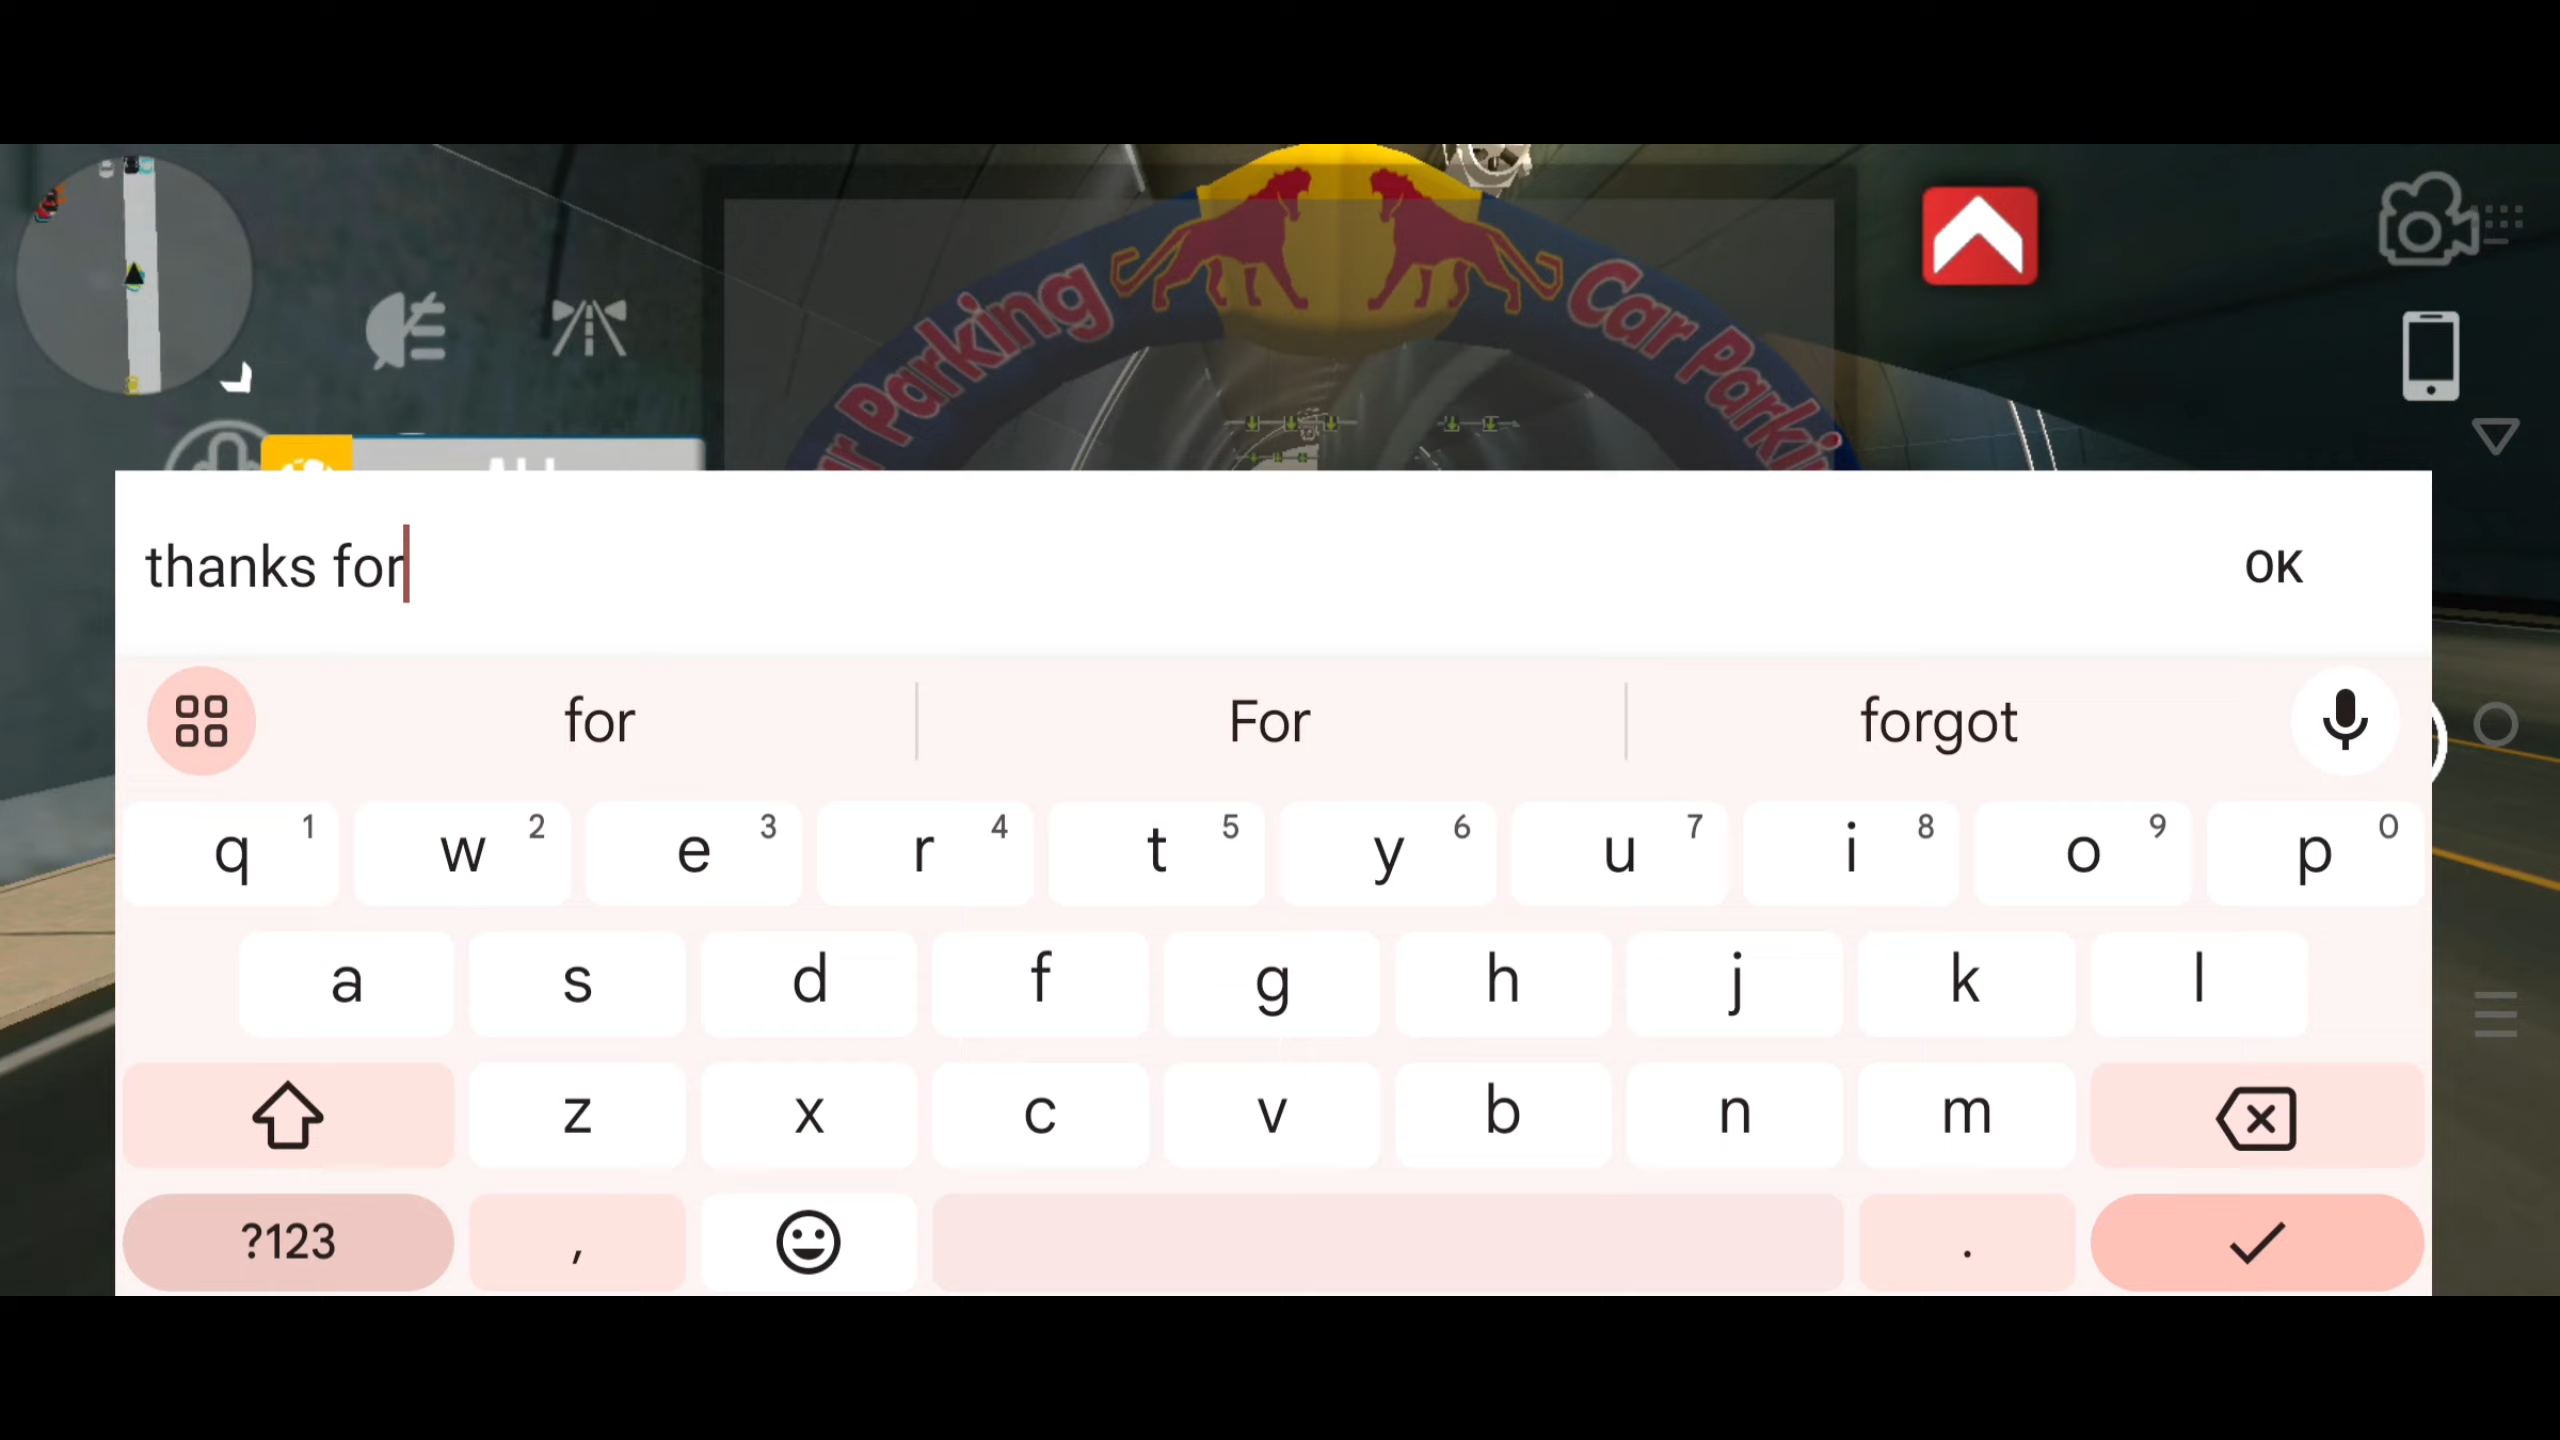 Car Parking
Car Parking
thanks for
OK
for
For
forgot
q 1 w 2 e 3 r 4 t 5 y 6 u 7 i 8 o 9 p 0
a s d f g h j k l
z x c v b n m
?123 , .